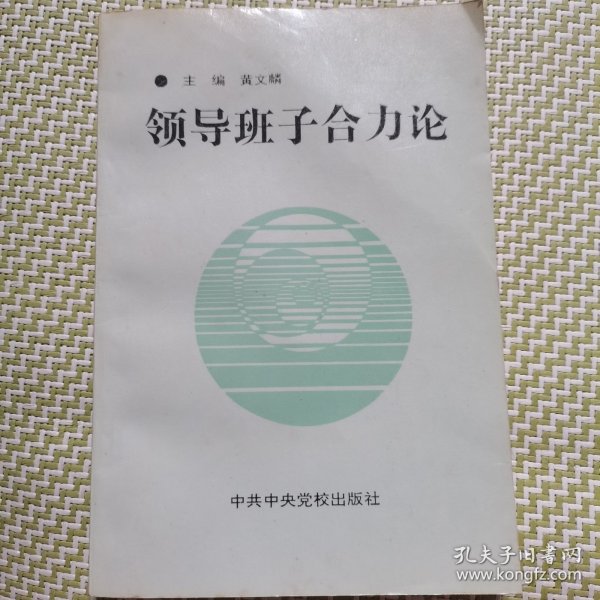 主 编 黄文麟
领导班子合力论
中共中央党校出版社
孔夫子旧书网
www.kongfz.com